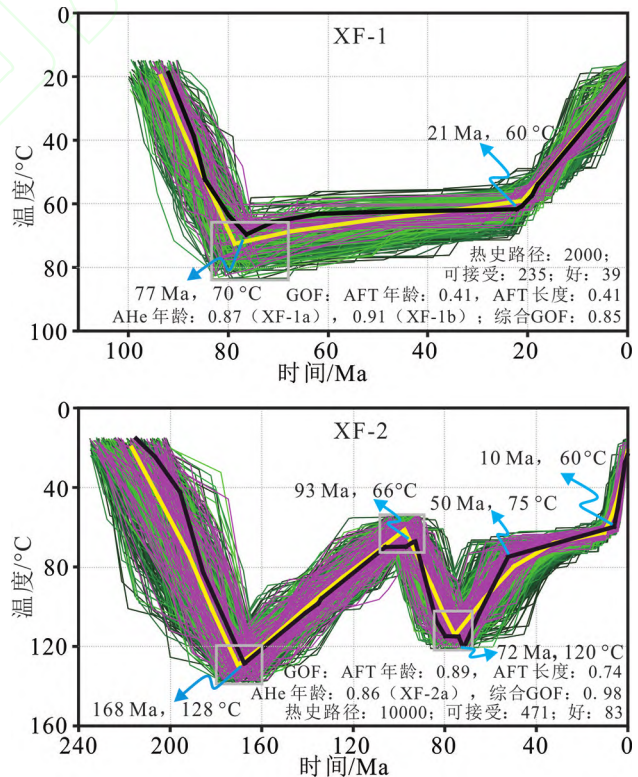 XF-1
0
20
40
60
80
100
温度/°C
21 Ma，60 °C
77 Ma，70 °C
热史路径：2000；
可接受：235；好：39
GOF：AFT 年龄：0.41，AFT 长度：0.41
AHe 年龄：0.87（XF-1a），0.91（XF-1b）；综合GOF：0.85
100 80 60 40 20 0
时间/Ma
XF-2
0
40
80
120
160
温度/°C
10 Ma，60°C
93 Ma，66°C
50 Ma，75 °C
72 Ma, 120 °C
168 Ma，128 °C
GOF：AFT 年龄：0.89，AFT 长度：0.74
AHe 年龄：0.86（XF-2a），综合GOF：0.98
热史路径：10000；可接受：471；好：83
240 200 160 120 80 40 0
时间/Ma